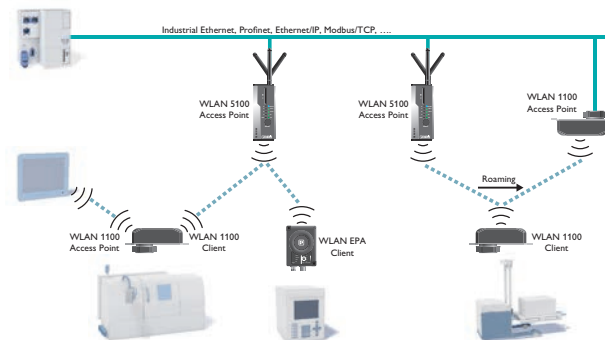 Industrial Ethernet, Profinet, Ethernet/IP, Modbus/TCP, ....
WLAN 5100
Access Point
WLAN 5100
Access Point
WLAN 1100
Access Point
Roaming
WLAN 1100
Access Point
WLAN 1100
Client
WLAN EPA
Client
WLAN 1100
Client